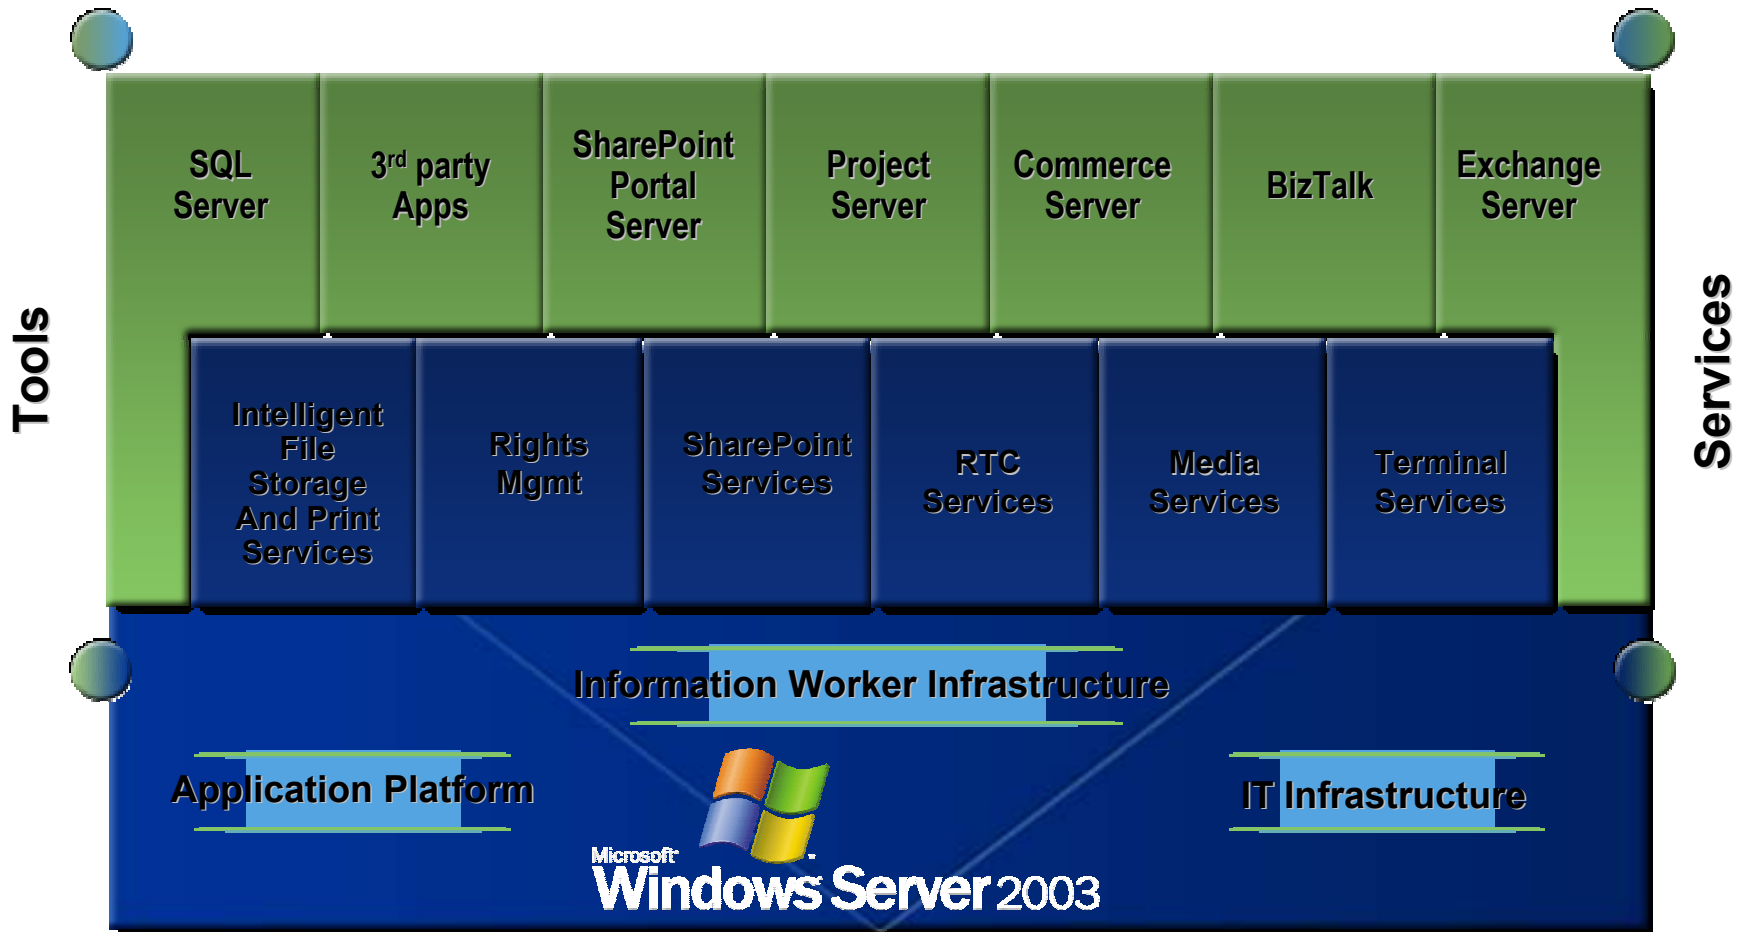 SQL
Server
3rd party
Apps
SharePoint
Portal
Server
Project
Server
Commerce
Server
BizTalk
Exchange
Server
Tools
Services
Intelligent
File
Storage
And Print
Services
Rights
Mgmt
SharePoint
Services
RTC
Services
Media
Services
Terminal
Services
Information Worker Infrastructure
Application Platform
IT Infrastructure
Microsoft
Windows Server 2003